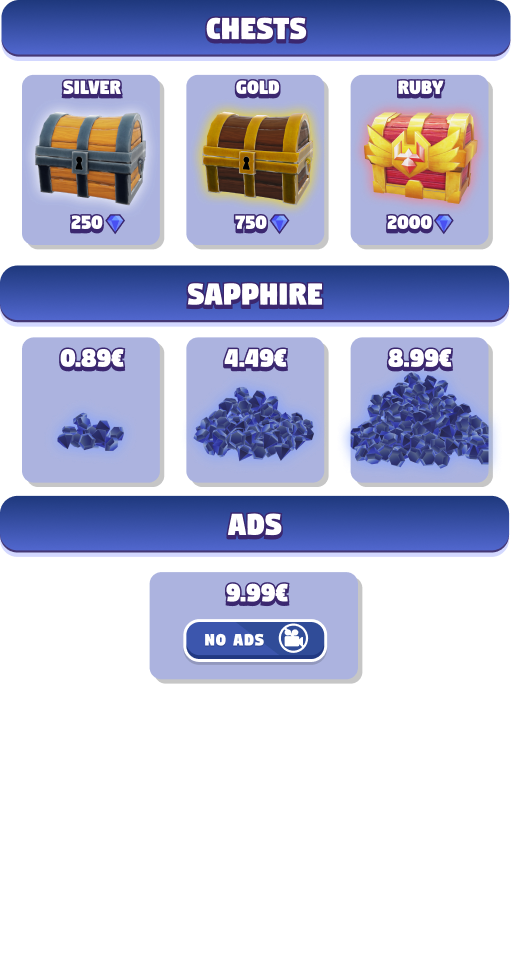 CHESTS
SILVER
GOLD
RUBY
250
750
2000
SAPPHIRE
0.89€
4.49€
8.99€
ADS
9.99€
NO ADS